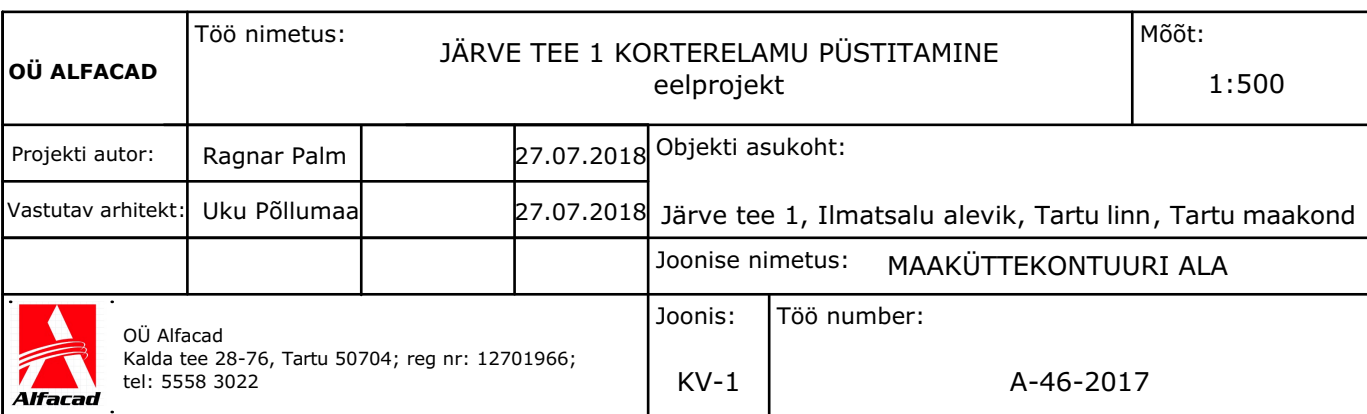 OÜ ALFACAD
Töö nimetus:
JÄRVE TEE 1 KORTERELAMU PÜSTITAMINE
eelprojekt
Mõõt:
1:500
Projekti autor:
Ragnar Palm
27.07.2018
Vastutav arhitekt:
Uku Põllumaa
27.07.2018
Objekti asukoht:
Järve tee 1, Ilmatsalu alevik, Tartu linn, Tartu maakond
Joonise nimetus: MAAKÜTTEKONTUURI ALA
Alfacad
OÜ Alfacad
Kalda tee 28-76, Tartu 50704; reg nr: 12701966;
tel: 5558 3022
Joonis:
KV-1
Töö number:
A-46-2017